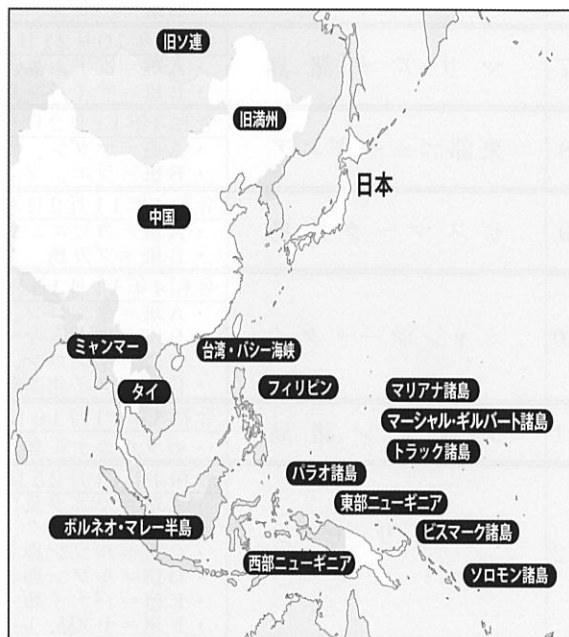 旧ソ連
旧満州
日本
中国
ミャンマー
台湾・バシー海峡
タイ
フィリピン
マリアナ諸島
マーシャル・ギルバート諸島
トラック諸島
パラオ諸島
東部ニューギニア
ボルネオ・マレー半島
ビスマーク諸島
西部ニューギニア
ソロモン諸島